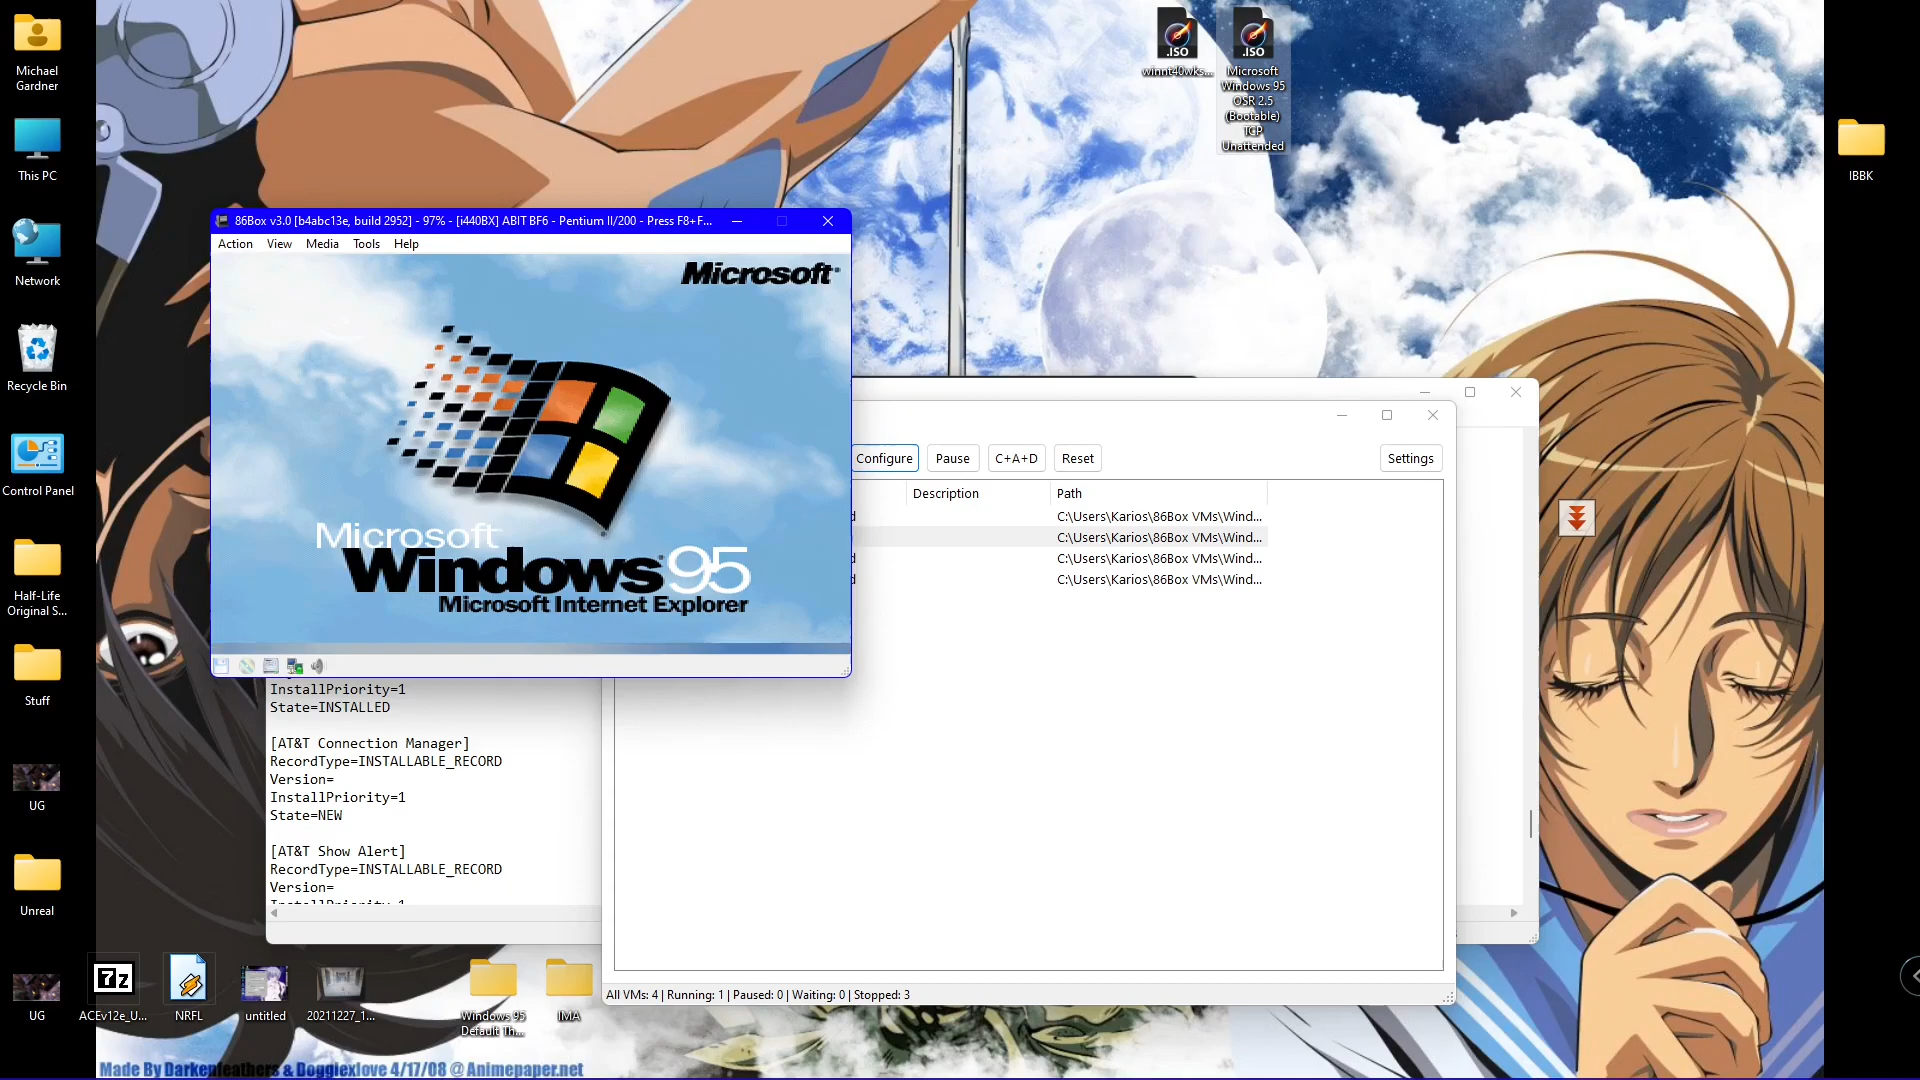 Michael
Gardner
This PC
Network
Recycle Bin
Control Panel
Half-Life
Original S...
Stuff
UG
Unreal
UG
.ISO
winnt40wks...
.ISO
Microsoft
Windows 95
OSR 2.5
(Bootable)
TCP
Unattended
IBBK
86Box v3.0 [b4abc13e, build 2952] - 97% - [i440BX] ABIT BF6 - Pentium II/200 - Press F8+F...
Action View Media Tools Help
Microsoft
Microsoft
Windows 95
Microsoft Internet Explorer
Configure Pause C+A+D Reset Settings
Description Path
d C:\Users\Karios\86Box VMs\Wind...
C:\Users\Karios\86Box VMs\Wind...
d C:\Users\Karios\86Box VMs\Wind...
d C:\Users\Karios\86Box VMs\Wind...
All VMs: 4 | Running: 1 | Paused: 0 | Waiting: 0 | Stopped: 3
InstallPriority=1
State=INSTALLED
[AT&T Connection Manager]
RecordType=INSTALLABLE_RECORD
Version=
InstallPriority=1
State=NEW
[AT&T Show Alert]
RecordType=INSTALLABLE_RECORD
Version=
7z
ACEv12e_U...
NRFL
untitled
20211227_1...
Windows 95
Default Th...
IMA
Made By Darkenfeathers & Doggiexlove 4/17/08 @ Animepaper.net